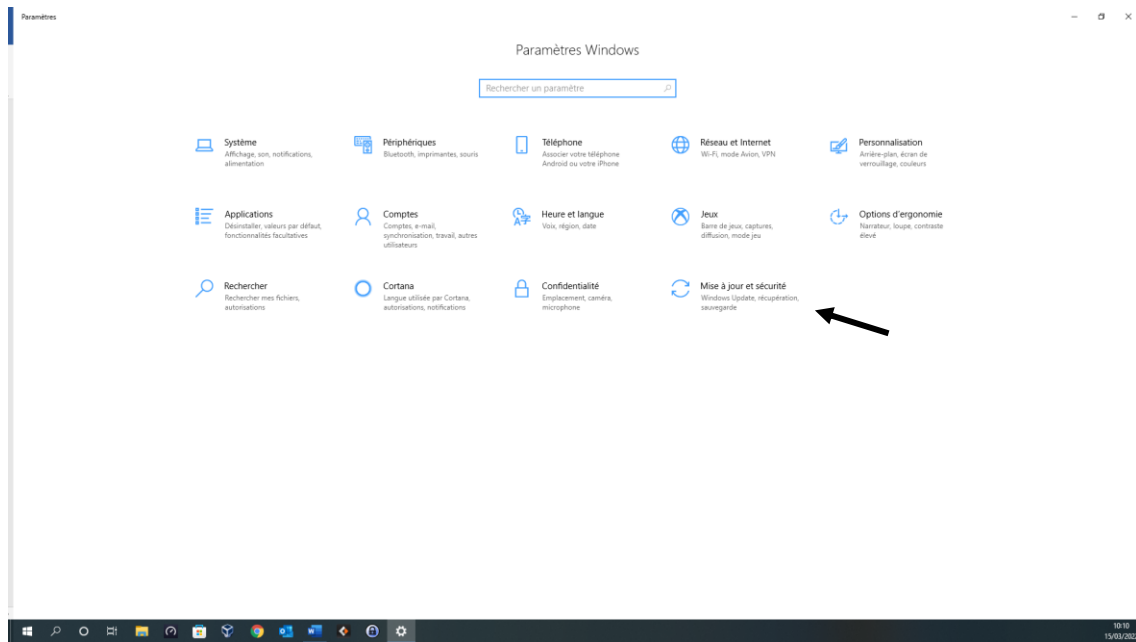 Paramètres
Paramètres Windows
Rechercher un paramètre
Système
Affichage, son, notifications,
alimentation
Périphériques
Bluetooth, imprimantes, souris
Téléphone
Associer votre téléphone
Android ou votre iPhone
Réseau et Internet
Wi-Fi, mode Avion, VPN
Personnalisation
Arrière-plan, écran de
verrouillage, couleurs
Applications
Désinstaller, valeurs par défaut,
fonctionnalités facultatives
Comptes
Comptes, e-mail,
synchronisation, travail, autres
utilisateurs
Heure et langue
Voix, région, date
Jeux
Barre de jeux, captures,
diffusion, mode jeu
Options d'ergonomie
Narrateur, loupe, contraste
élevé
Rechercher
Rechercher mes fichiers,
autorisations
Cortana
Langue utilisée par Cortana,
autorisations, notifications
Confidentialité
Emplacement, caméra,
microphone
Mise à jour et sécurité
Windows Update, récupération,
sauvegarde
10:10